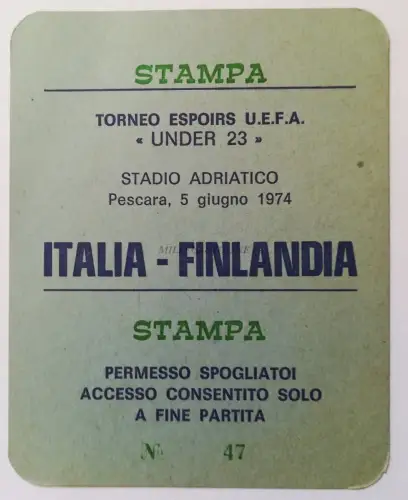 STAMPA
TORNEO ESPOIRS U.E.F.A.
« UNDER 23 »
STADIO ADRIATICO
Pescara, 5 giugno 1974
ITALIA - FINLANDIA
STAMPA
PERMESSO SPOGLIATOI
ACCESSO CONSENTITO SOLO
A FINE PARTITA
N. 47